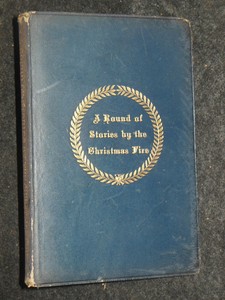 A Round of
Stories by the
Christmas Fire